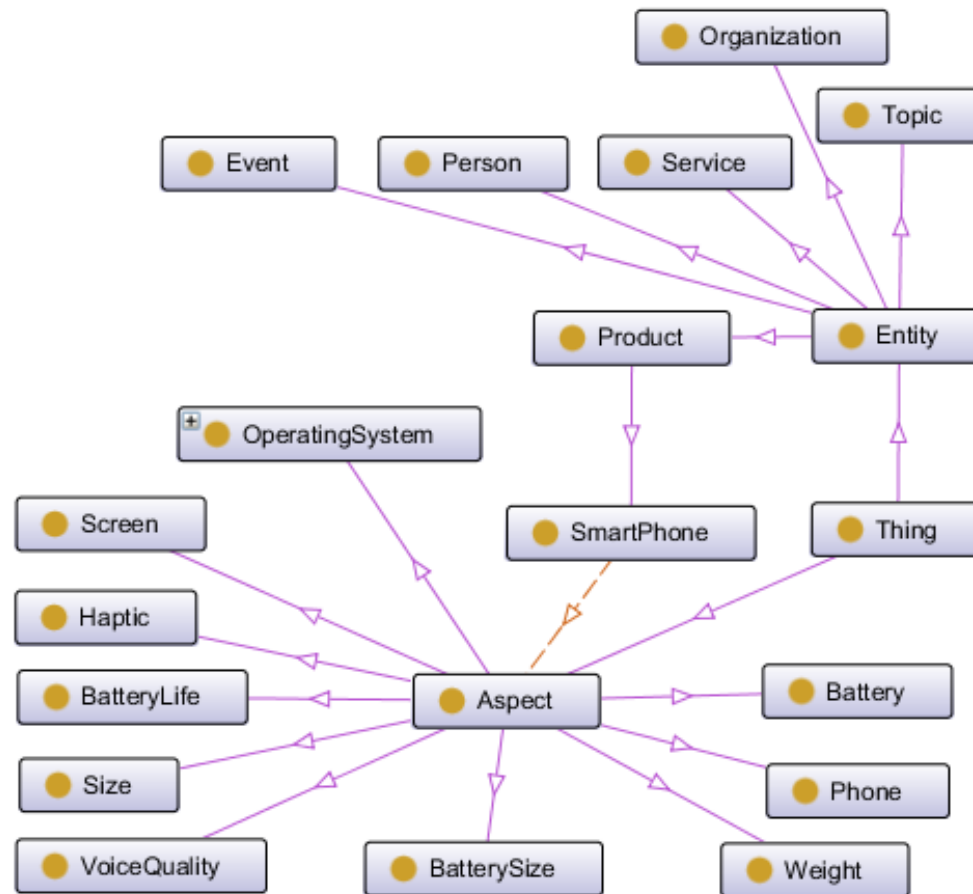 Organization
Topic
Event
Person
Service
Product
Entity
OperatingSystem
Screen
SmartPhone
Thing
Haptic
BatteryLife
Aspect
Battery
Size
Phone
VoiceQuality
BatterySize
Weight